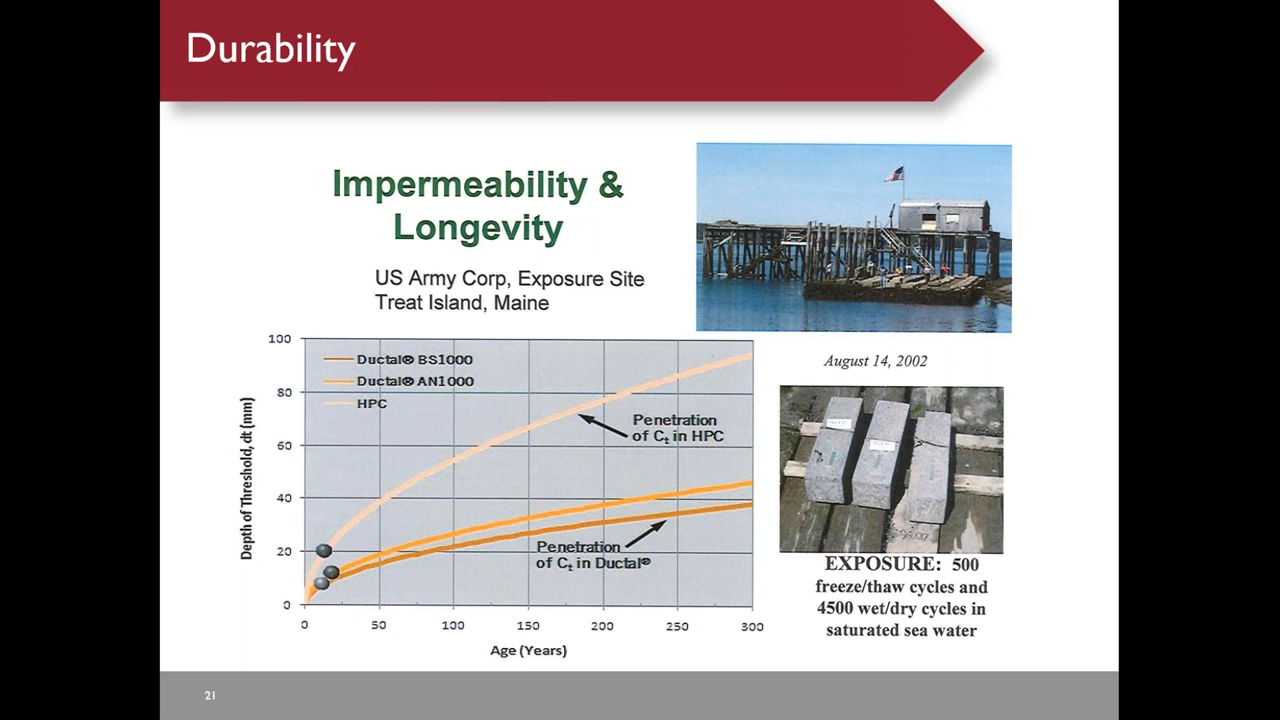 Durability
Impermeability &
Longevity
US Army Corp, Exposure Site
Treat Island, Maine
August 14, 2002
100
80
60
40
20
0
Depth of Threshold, dt (mm)
Ductal® BS1000
Ductal® AN1000
HPC
Penetration
of Ct in HPC
Penetration
of Ct in Ductal®
0 50 100 150 200 250 300
Age (Years)
EXPOSURE: 500
freeze/thaw cycles and
4500 wet/dry cycles in
saturated sea water
21